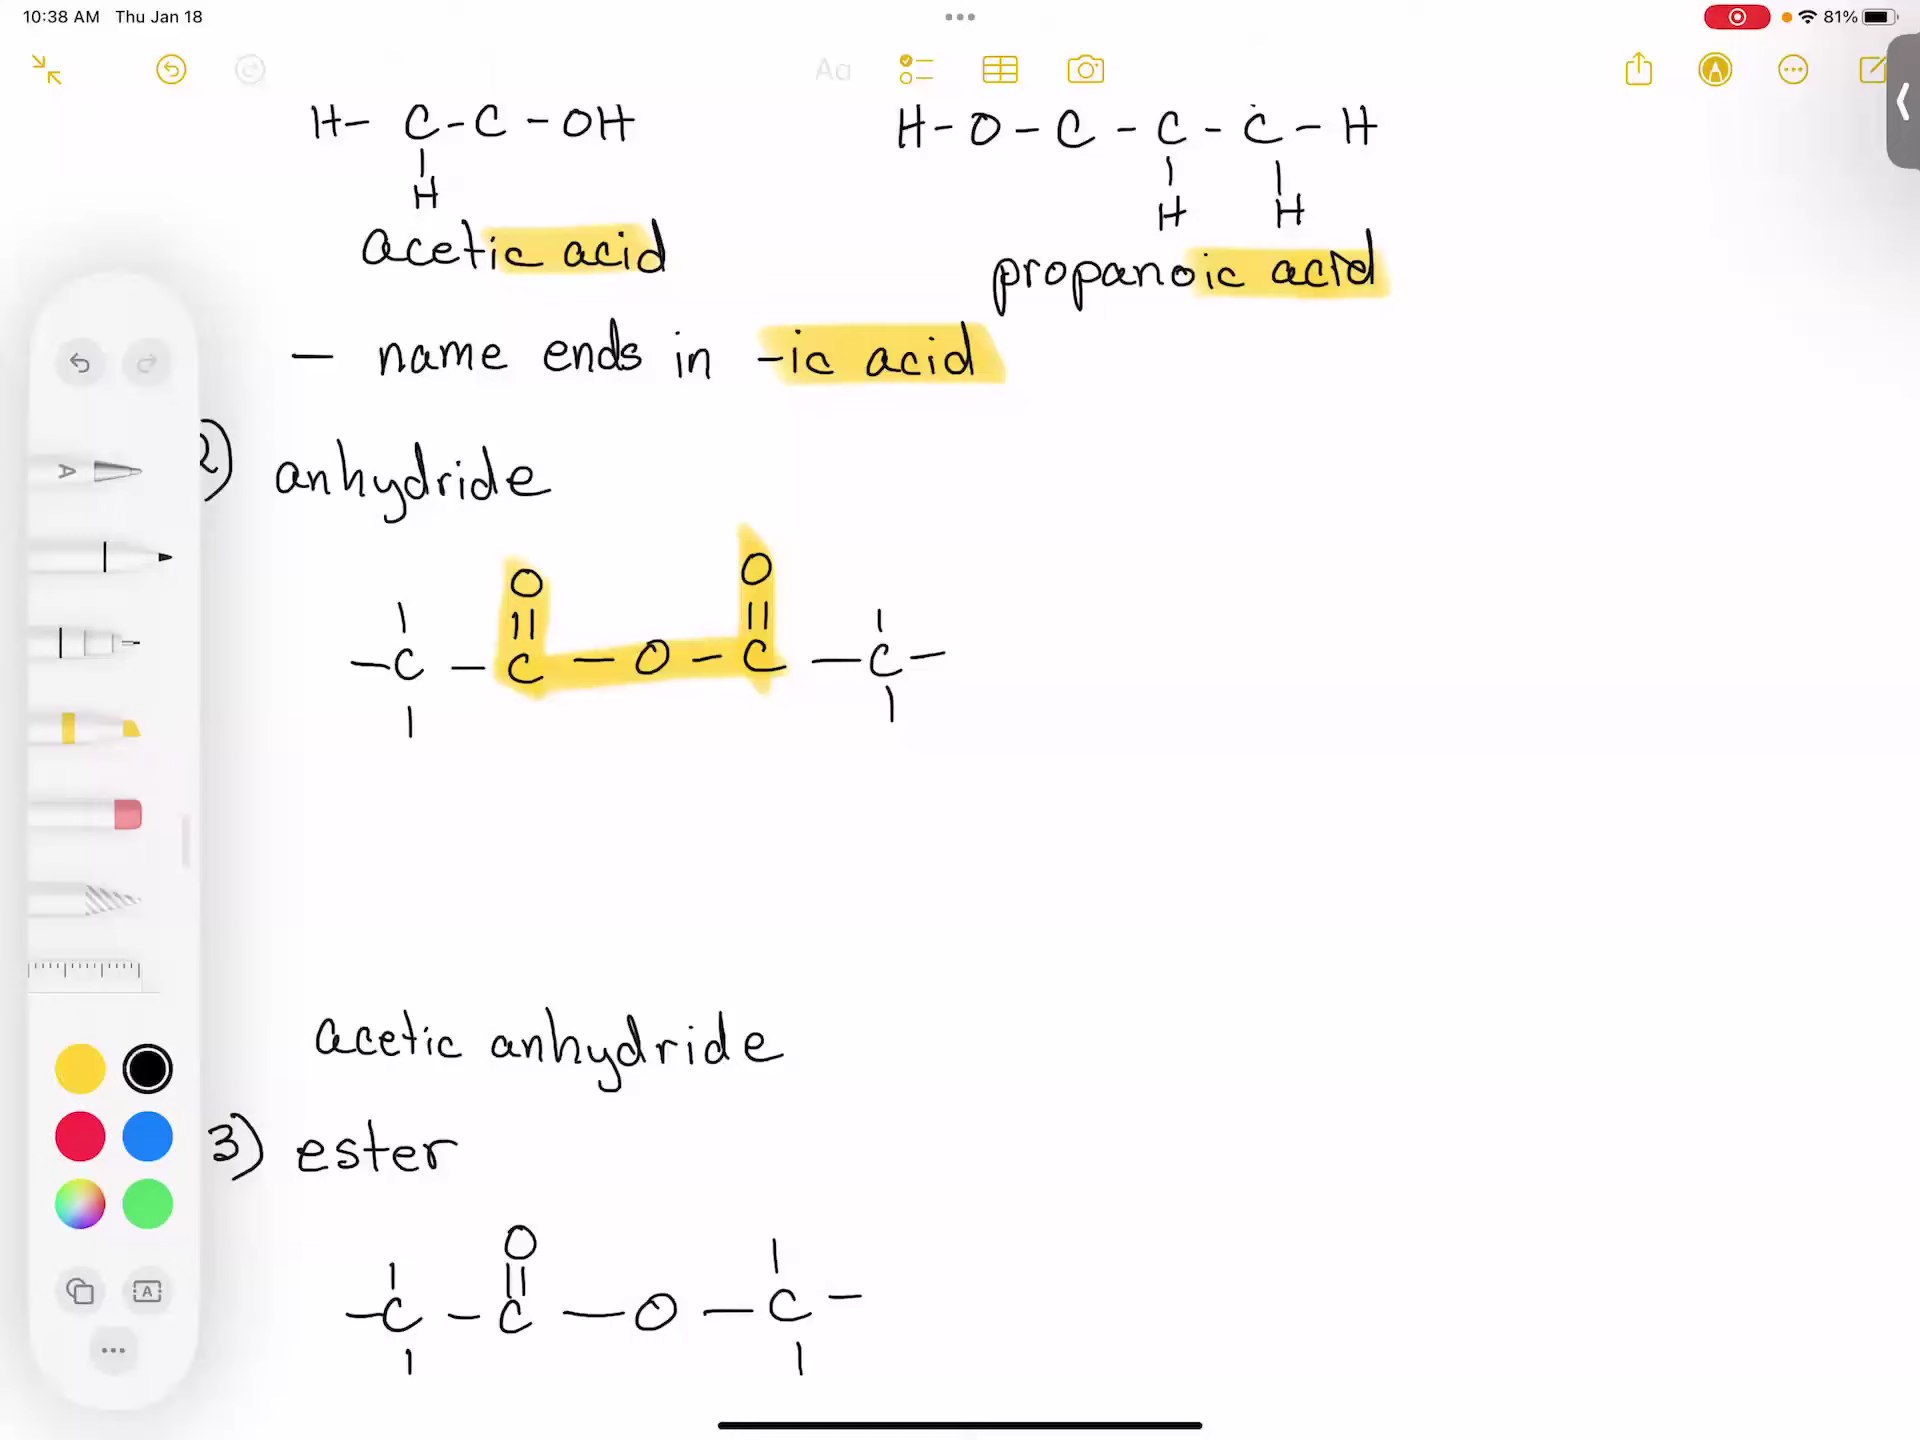 10:38 AM Thu Jan 18
81%
Aa
H- C-C-OH
H-O-C-C-C-H
H
H H
acetic acid
propanoic acid
— name ends in -ic acid
2) anhydride
O O
-C-C-O-C-C-
acetic anhydride
3) ester
O
-C-C-O-C-
A
A